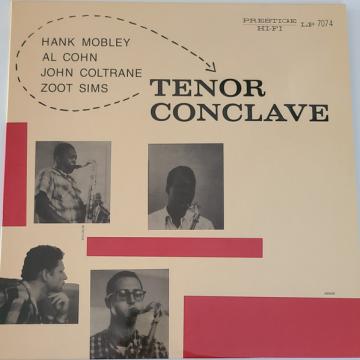 PRESTIGE LP 7074
HI-FI
HANK MOBLEY
AL COHN
JOHN COLTRANE
ZOOT SIMS
TENOR
CONCLAVE